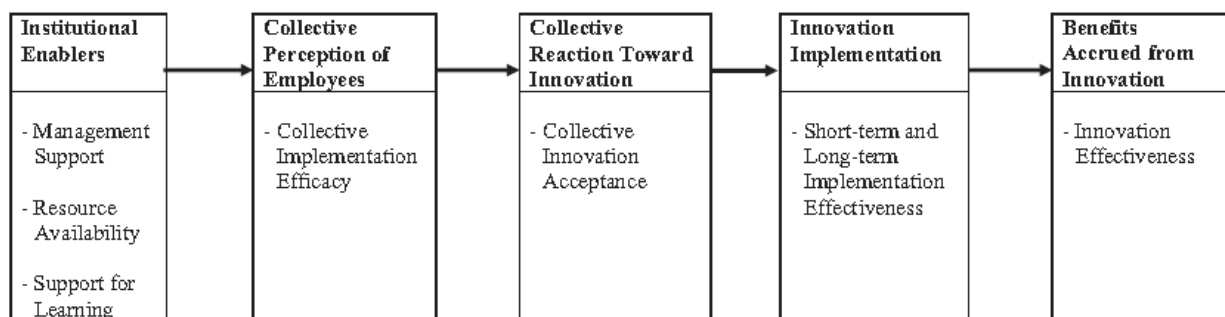 Institutional
Enablers
- Management
Support
- Resource
Availability
- Support for
Learning
Collective
Perception of
Employees
- Collective
Implementation
Efficacy
Collective
Reaction Toward
Innovation
- Collective
Innovation
Acceptance
Innovation
Implementation
- Short-term and
Long-term
Implementation
Effectiveness
Benefits
Accrued from
Innovation
- Innovation
Effectiveness